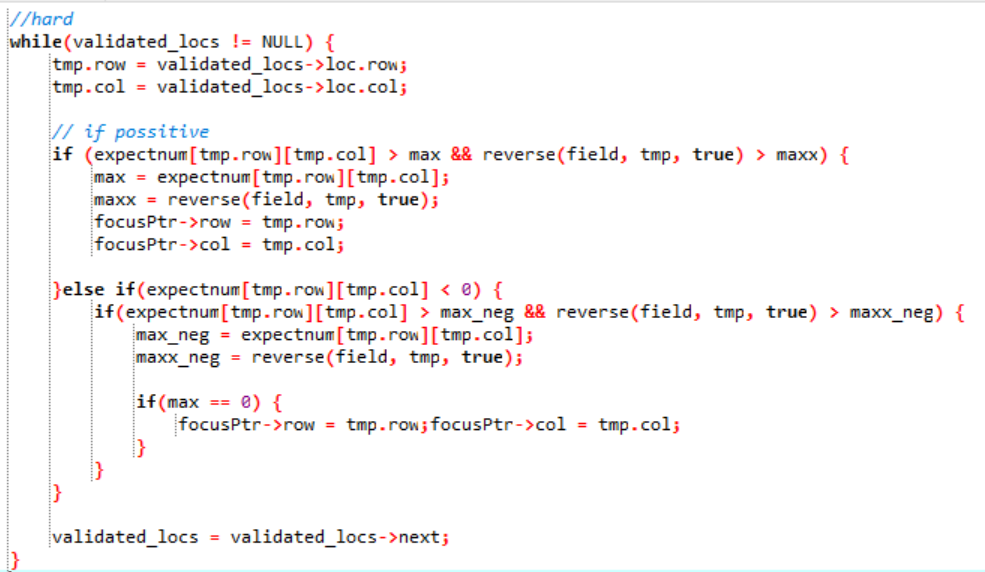 //hard
while(validated_locs != NULL) {
tmp.row = validated_locs->loc.row;
tmp.col = validated_locs->loc.col;
// if possitive
if (expectnum[tmp.row][tmp.col] > max && reverse(field, tmp, true) > maxx) {
max = expectnum[tmp.row][tmp.col];
maxx = reverse(field, tmp, true);
focusPtr->row = tmp.row;
focusPtr->col = tmp.col;
}else if(expectnum[tmp.row][tmp.col] < 0) {
if(expectnum[tmp.row][tmp.col] > max_neg && reverse(field, tmp, true) > maxx_neg) {
max_neg = expectnum[tmp.row][tmp.col];
maxx_neg = reverse(field, tmp, true);
if(max == 0) {
focusPtr->row = tmp.row;focusPtr->col = tmp.col;
}
}
}
validated_locs = validated_locs->next;
}